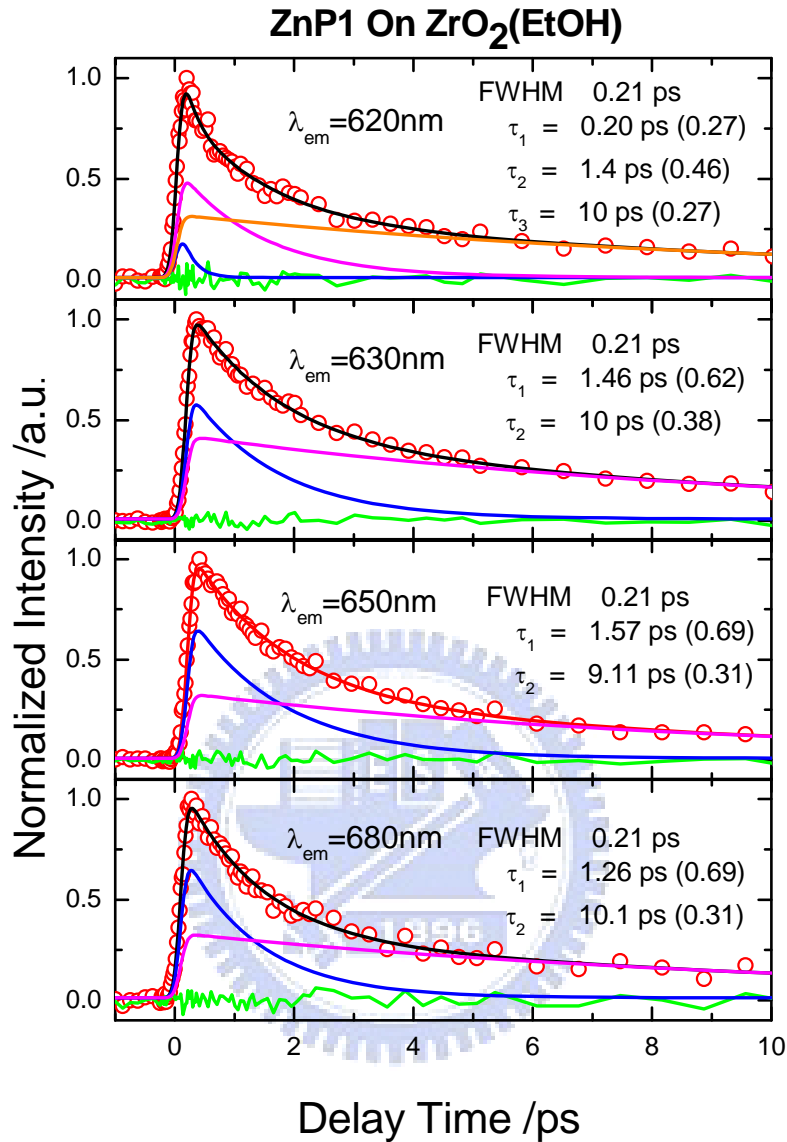 ZnP1 On ZrO₂(EtOH)
Normalized Intensity /a.u.
1.0
0.5
0.0
λem=620nm
FWHM 0.21 ps
τ1 = 0.20 ps (0.27)
τ2 = 1.4 ps (0.46)
τ3 = 10 ps (0.27)
1.0
0.5
0.0
λem=630nm
FWHM 0.21 ps
τ1 = 1.46 ps (0.62)
τ2 = 10 ps (0.38)
1.0
0.5
0.0
λem=650nm
FWHM 0.21 ps
τ1 = 1.57 ps (0.69)
τ2 = 9.11 ps (0.31)
1.0
0.5
0.0
λem=680nm
FWHM 0.21 ps
τ1 = 1.26 ps (0.69)
τ2 = 10.1 ps (0.31)
1896
0 2 4 6 8 10
Delay Time /ps